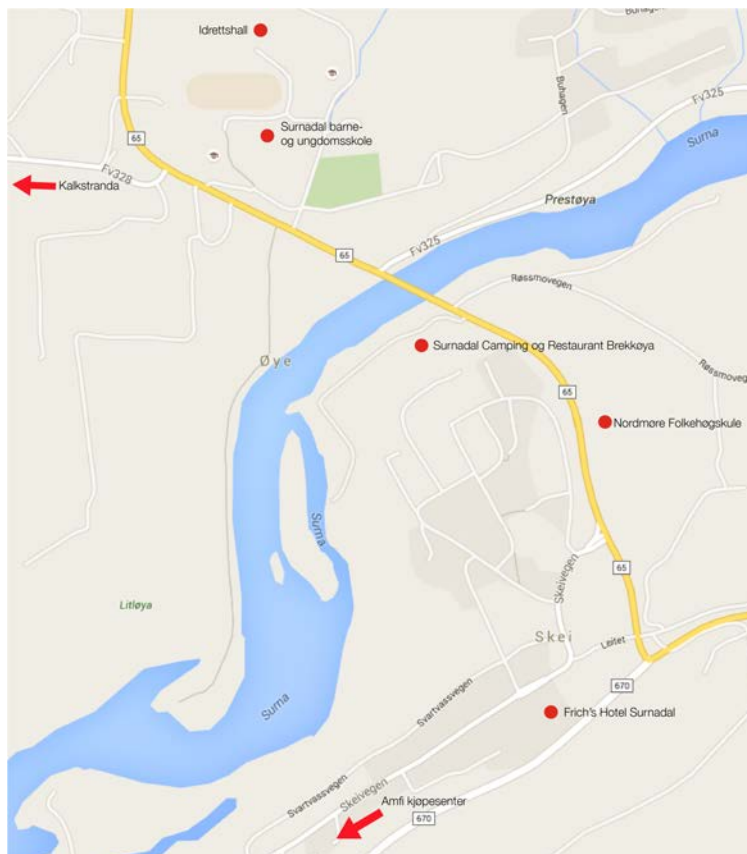 Idrettshall
Buhaga
Buhagen
Fv325
Surna
Surnadal barne-
og ungdomsskole
65
Fv328
Kalkstranda
Prestøya
Fv325
65
Røssmovegen
Surnadal Camping og Restaurant Brekkøya
Øye
Røssmoveg
65
Nordmøre Folkehøgskule
Surna
65
Skeivegen
Litløya
Skei
Leitet
670
Surna
Svartvassvegen
Frich's Hotel Surnadal
Svartvassvegen
Skeivegen
Amfi kjøpesenter
670